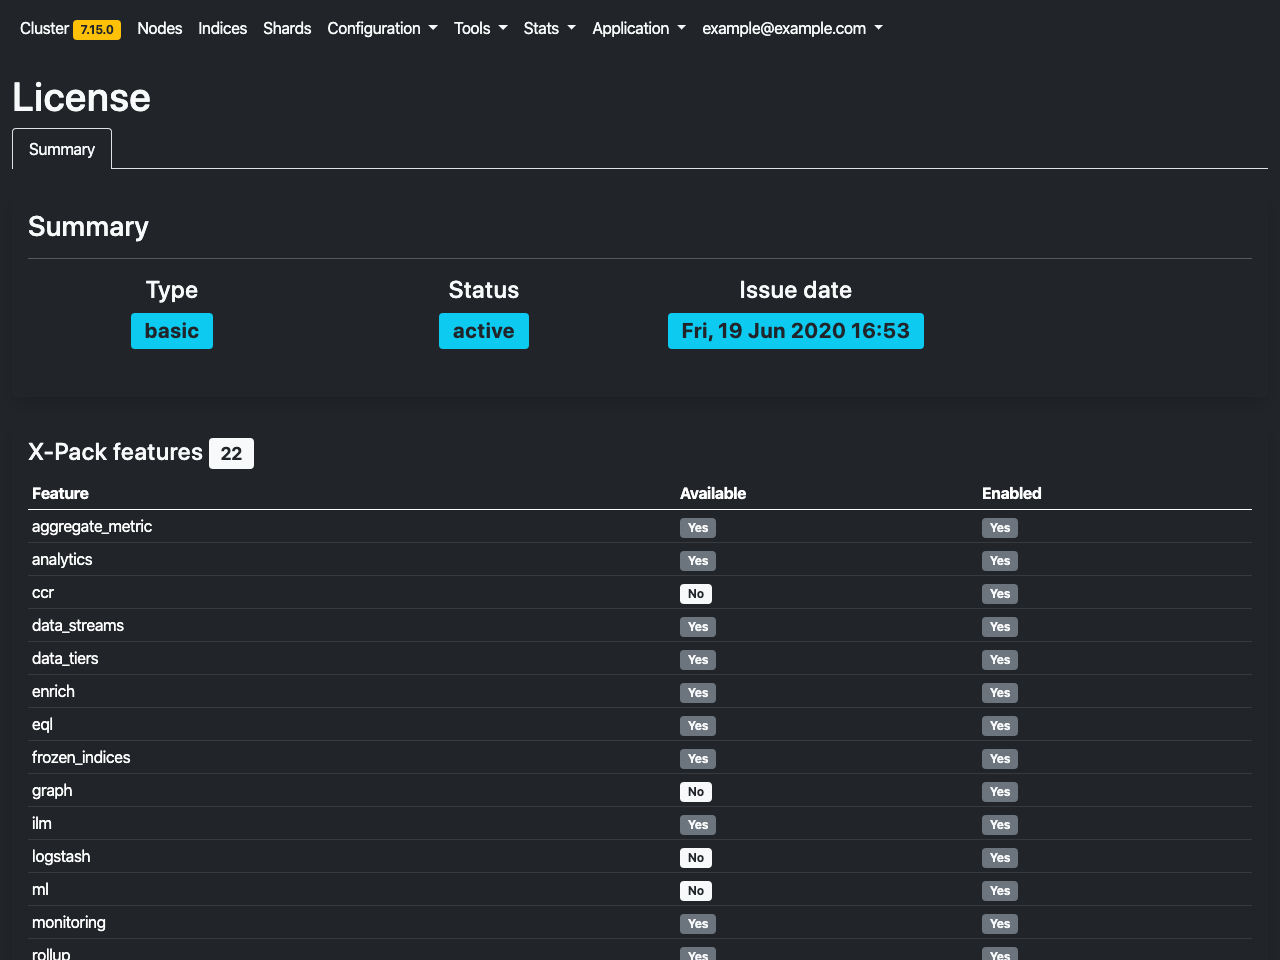 Cluster 7.15.0 Nodes Indices Shards Configuration Tools Stats Application example@example.com
License
Summary
Summary
Type Status Issue date
basic active Fri, 19 Jun 2020 16:53
X-Pack features 22
Feature Available Enabled
aggregate_metric Yes Yes
analytics Yes Yes
ccr No Yes
data_streams Yes Yes
data_tiers Yes Yes
enrich Yes Yes
eql Yes Yes
frozen_indices Yes Yes
graph No Yes
ilm Yes Yes
logstash No Yes
ml No Yes
monitoring Yes Yes
rollup Yes Yes